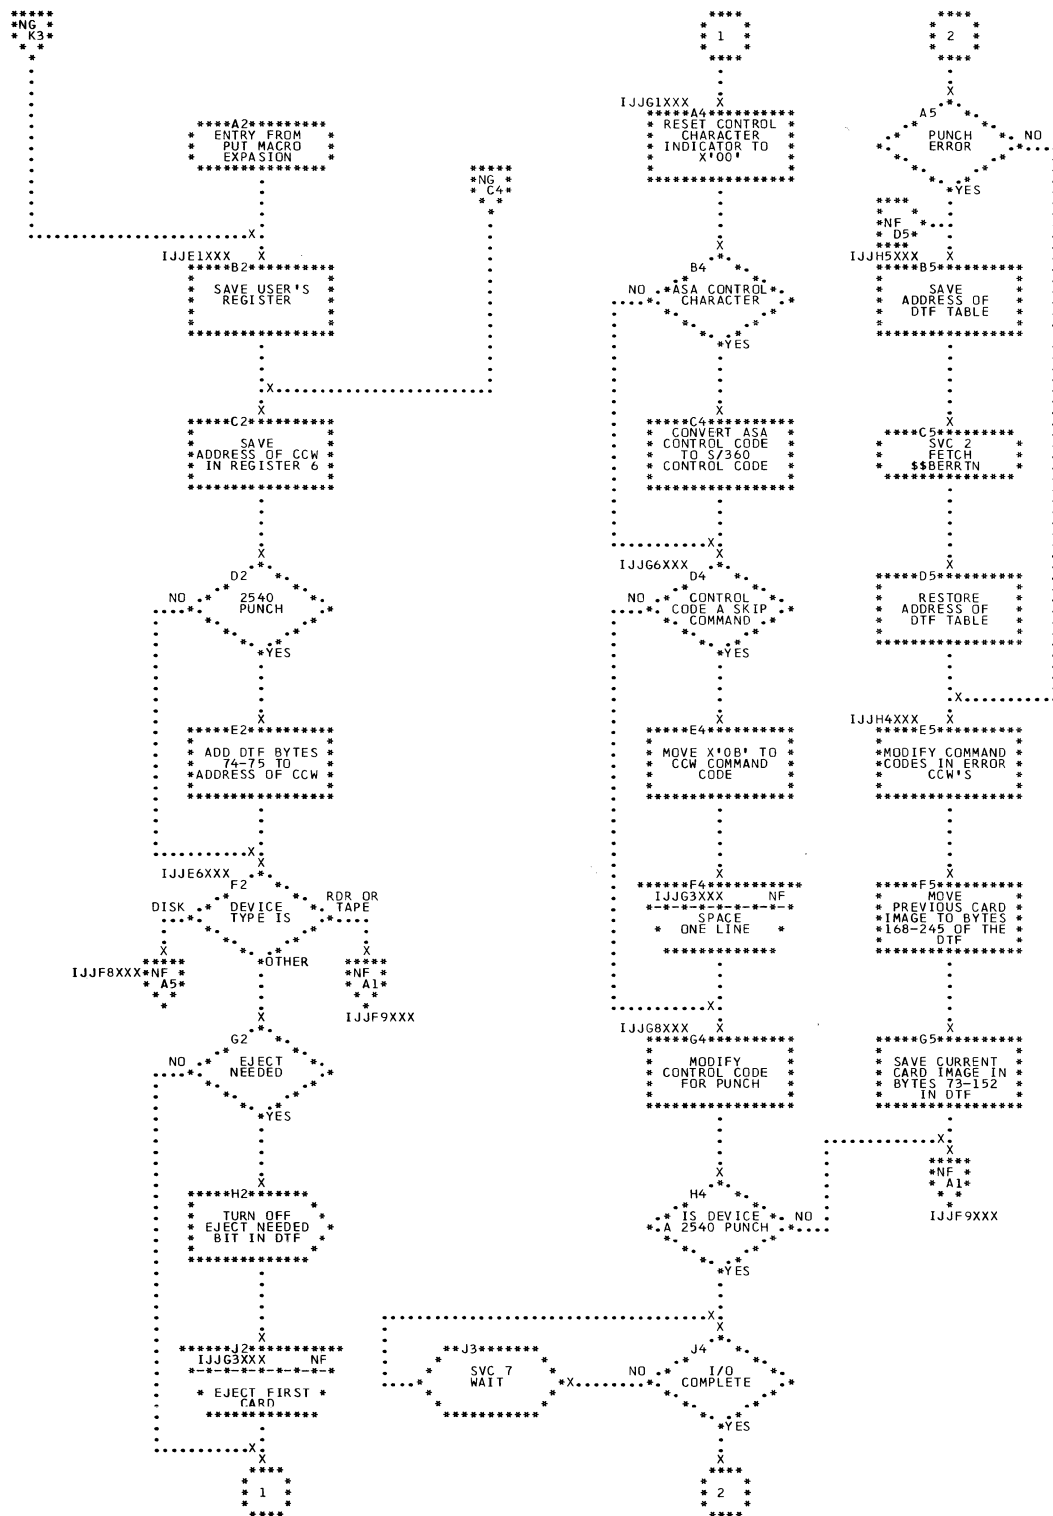 NG
K3
A2
ENTRY FROM
PUT MACRO
EXPASION
NG
C4
IJJE1XXX
B2
SAVE USER'S
REGISTER
C2
SAVE
ADDRESS OF CCW
IN REGISTER 6
D2
2540
PUNCH
NO
YES
E2
ADD DTF BYTES
74-75 TO
ADDRESS OF CCW
IJJE6XXX
F2
DEVICE
TYPE IS
DISK
RDR OR
TAPE
OTHER
IJJF8XXX
NF
A5
NF
A1
IJJF9XXX
G2
EJECT
NEEDED
NO
YES
H2
TURN OFF
EJECT NEEDED
BIT IN DTF
J2
IJJG3XXX NF
EJECT FIRST
CARD
1
1
IJJG1XXX
A4
RESET CONTROL
CHARACTER
INDICATOR TO
X'00'
B4
ASA CONTROL
CHARACTER
NO
YES
C4
CONVERT ASA
CONTROL CODE
TO S/360
CONTROL CODE
IJJG6XXX
D4
CONTROL
CODE A SKIP
COMMAND
NO
YES
E4
MOVE X'0B' TO
CCW COMMAND
CODE
F4
IJJG3XXX NF
SPACE
ONE LINE
IJJG8XXX
G4
MODIFY
CONTROL CODE
FOR PUNCH
H4
IS DEVICE
A 2540 PUNCH
NO
YES
J3
SVC 7
WAIT
J4
I/O
COMPLETE
NO
YES
2
2
A5
PUNCH
ERROR
NO
YES
NF
D5
IJJH5XXX
B5
SAVE
ADDRESS OF
DTF TABLE
C5
SVC 2
FETCH
$$BERRTN
D5
RESTORE
ADDRESS OF
DTF TABLE
IJJH4XXX
E5
MODIFY COMMAND
CODES IN ERROR
CCW'S
F5
MOVE
PREVIOUS CARD
IMAGE TO BYTES
168-245 OF THE
DTF
G5
SAVE CURRENT
CARD IMAGE IN
BYTES 73-152
IN DTF
NF
A1
IJJF9XXX